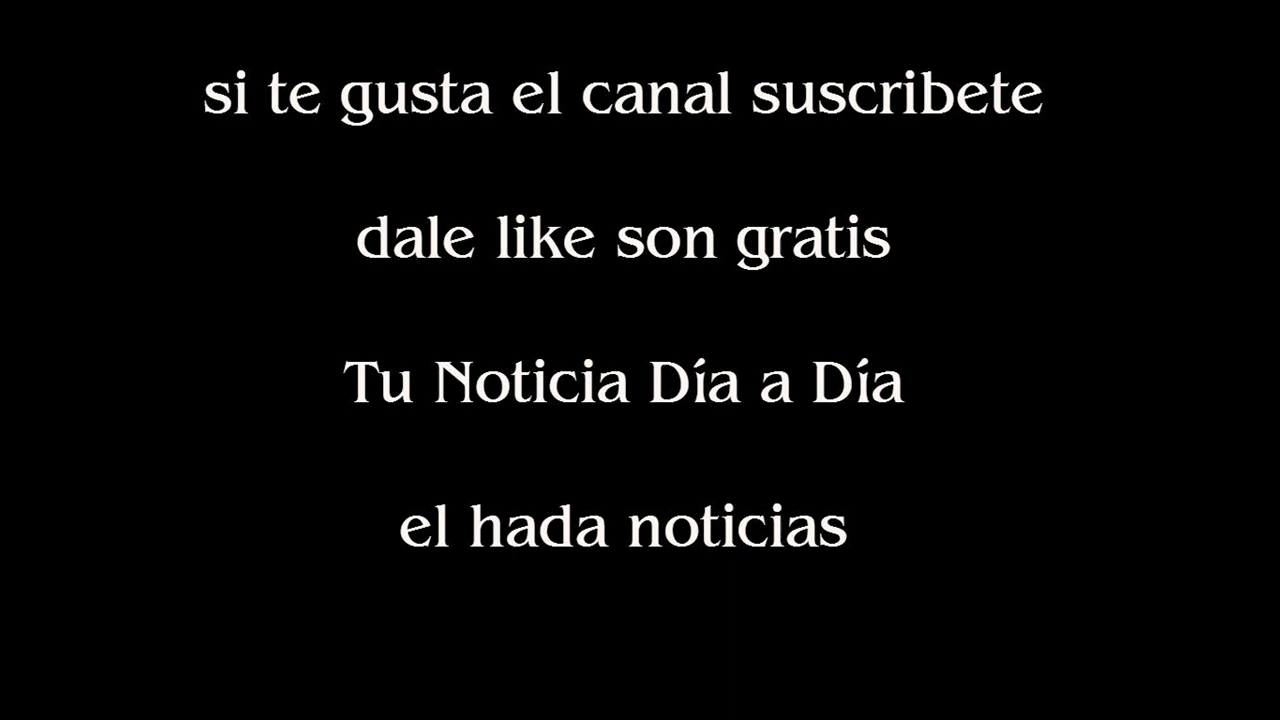 si te gusta el canal suscribete
dale like son gratis
Tu Noticia Día a Día
el hada noticias